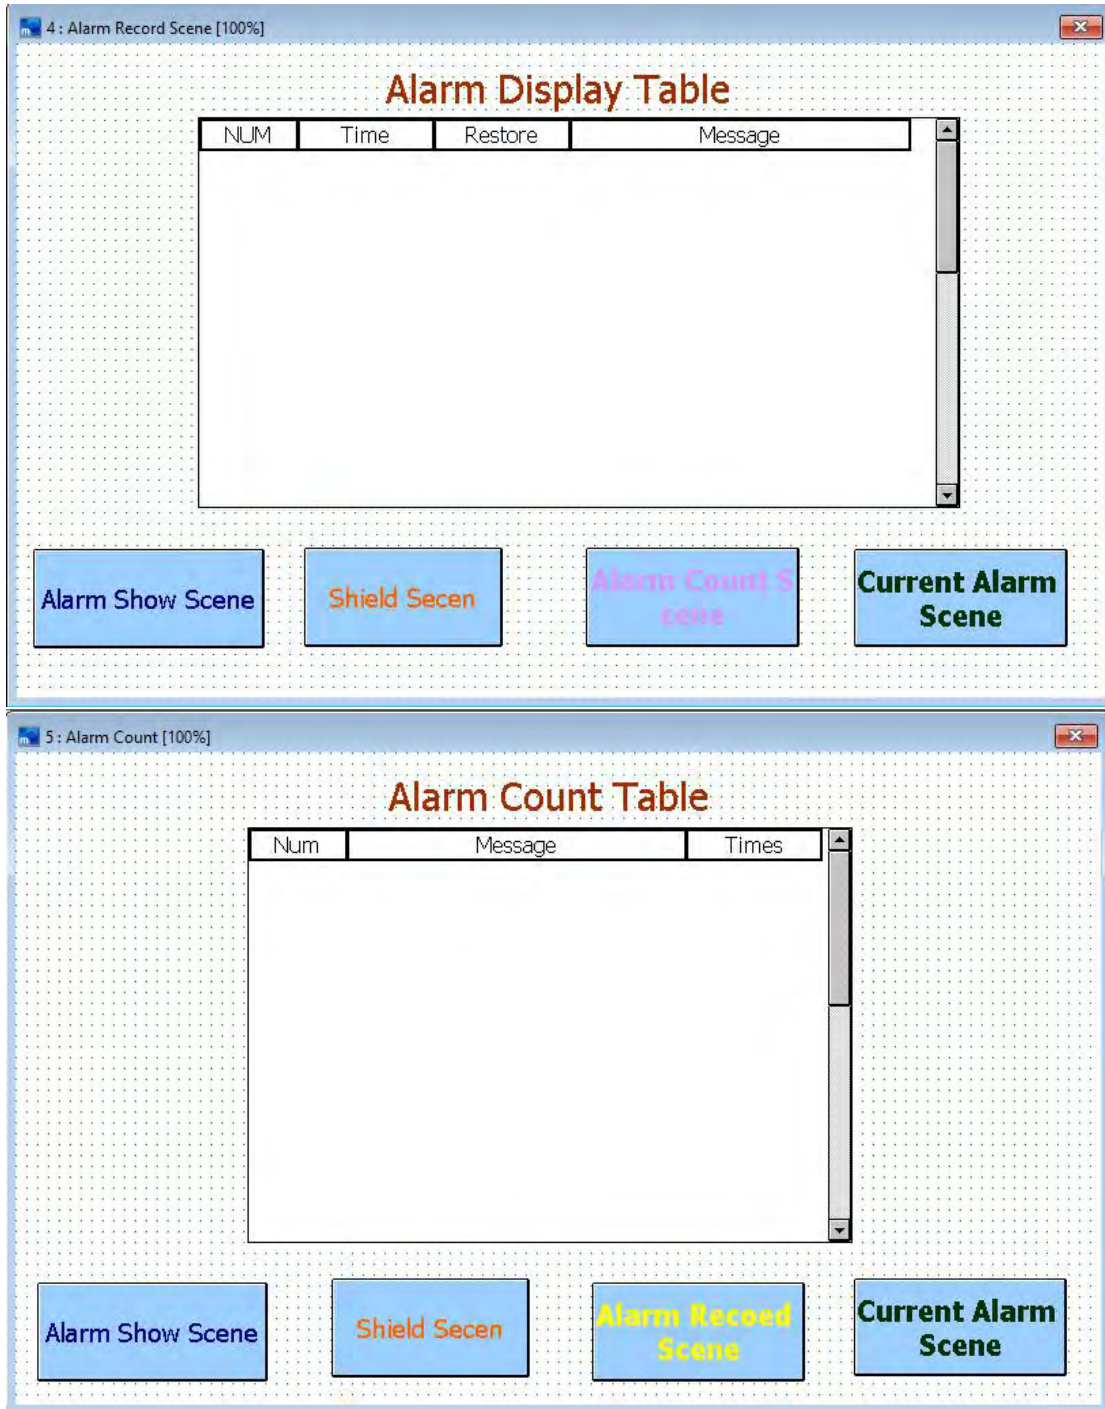 4 : Alarm Record Scene [100%]
Alarm Display Table
NUM Time Restore Message
Alarm Show Scene
Shield Secen
Alarm Count S
cene
Current Alarm
Scene
5 : Alarm Count [100%]
Alarm Count Table
Num Message Times
Alarm Show Scene
Shield Secen
Alarm Recoed
Scene
Current Alarm
Scene